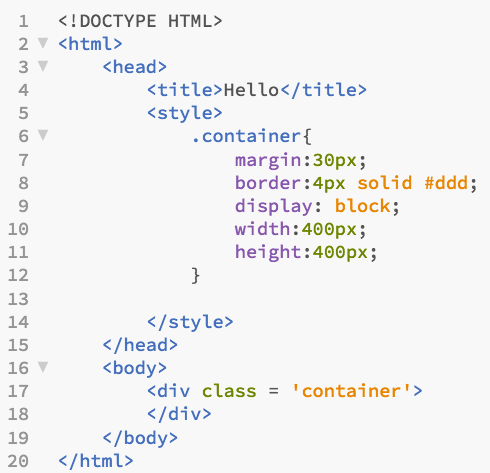 1 <!DOCTYPE HTML>
2 <html>
3 <head>
4 <title>Hello</title>
5 <style>
6 .container{
7 margin:30px;
8 border:4px solid #ddd;
9 display: block;
10 width:400px;
11 height:400px;
12 }
13
14 </style>
15 </head>
16 <body>
17 <div class = 'container'>
18 </div>
19 </body>
20 </html>